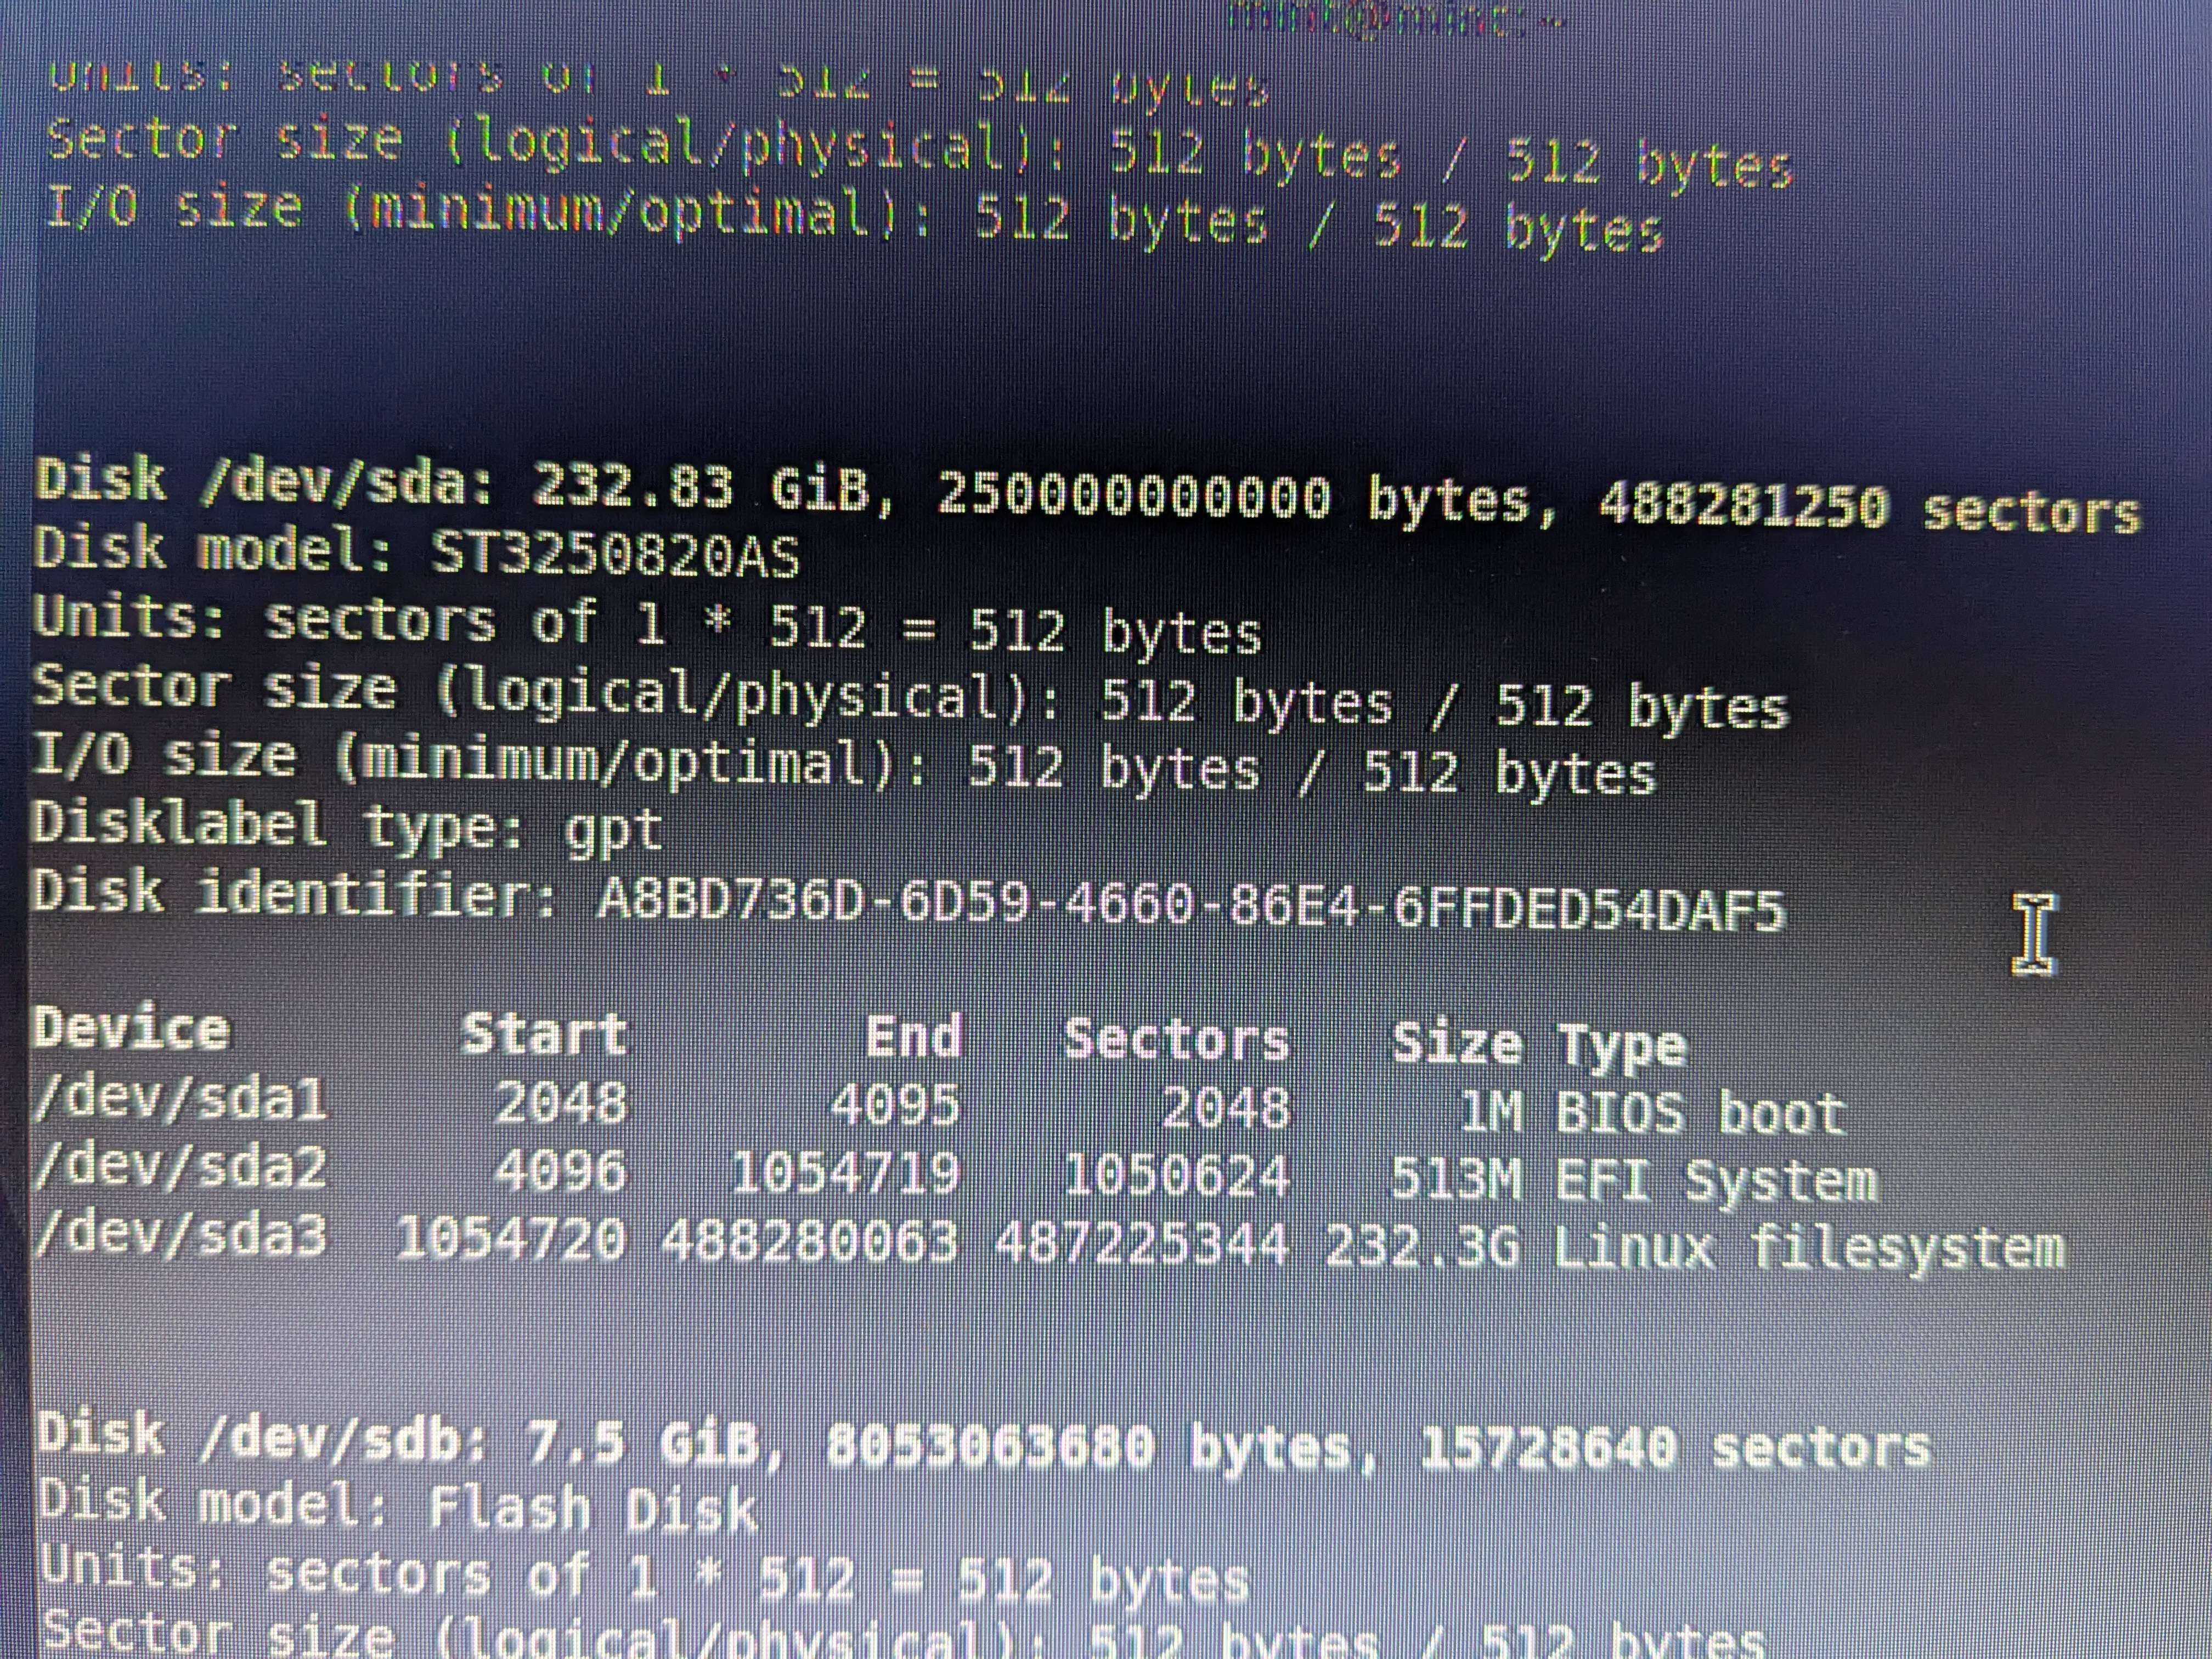 mint@mint: ~
Units: sectors of 1 * 512 = 512 bytes
Sector size (logical/physical): 512 bytes / 512 bytes
I/O size (minimum/optimal): 512 bytes / 512 bytes
Disk /dev/sda: 232.83 GiB, 250000000000 bytes, 488281250 sectors
Disk model: ST3250820AS
Units: sectors of 1 * 512 = 512 bytes
Sector size (logical/physical): 512 bytes / 512 bytes
I/O size (minimum/optimal): 512 bytes / 512 bytes
Disklabel type: gpt
Disk identifier: A8BD736D-6D59-4660-86E4-6FFDED54DAF5
Device Start End Sectors Size Type
/dev/sda1 2048 4095 2048 1M BIOS boot
/dev/sda2 4096 1054719 1050624 513M EFI System
/dev/sda3 1054720 488280063 487225344 232.3G Linux filesystem
Disk /dev/sdb: 7.5 GiB, 8053063680 bytes, 15728640 sectors
Disk model: Flash Disk
Units: sectors of 1 * 512 = 512 bytes
Sector size (logical/physical): 512 bytes / 512 bytes